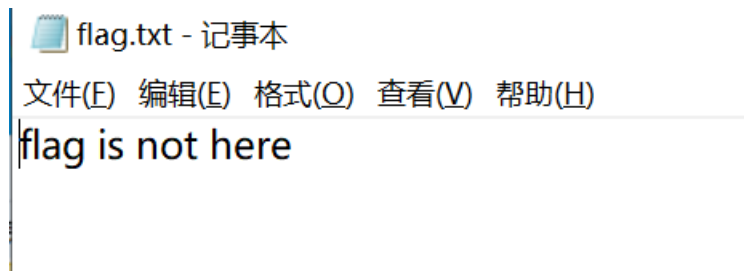 flag.txt - 记事本
文件(F) 编辑(E) 格式(O) 查看(V) 帮助(H)
flag is not here